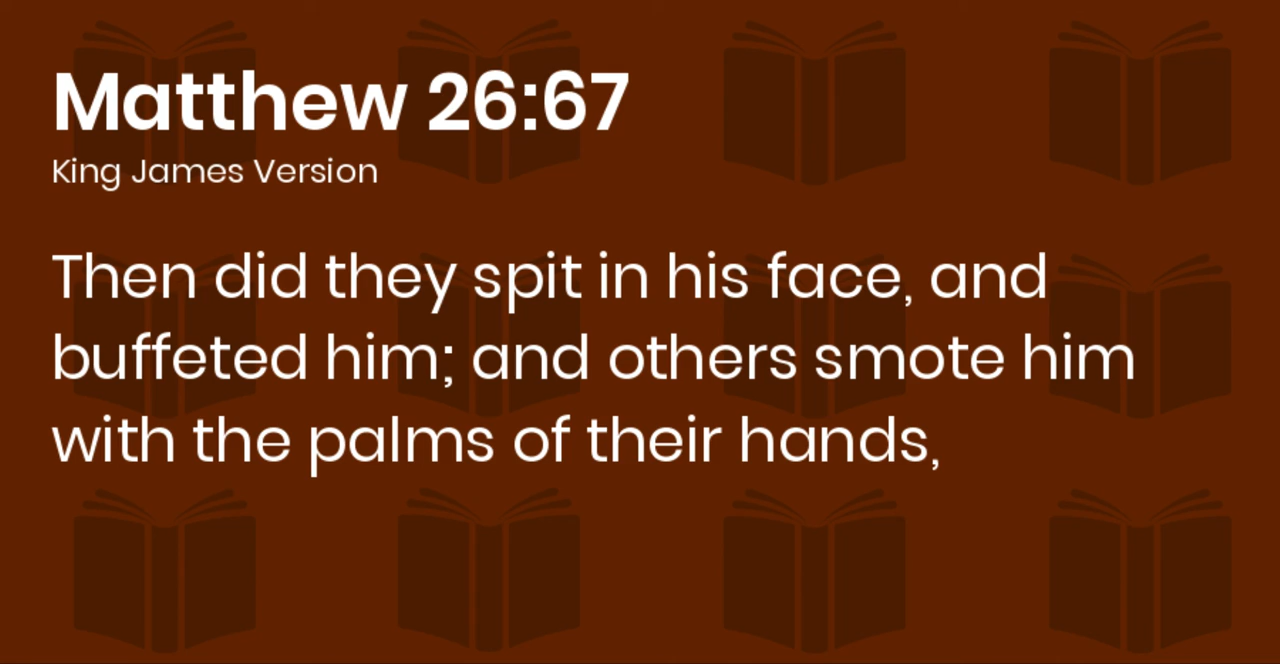 Matthew 26:67
King James Version
Then did they spit in his face, and
buffeted him; and others smote him
with the palms of their hands,